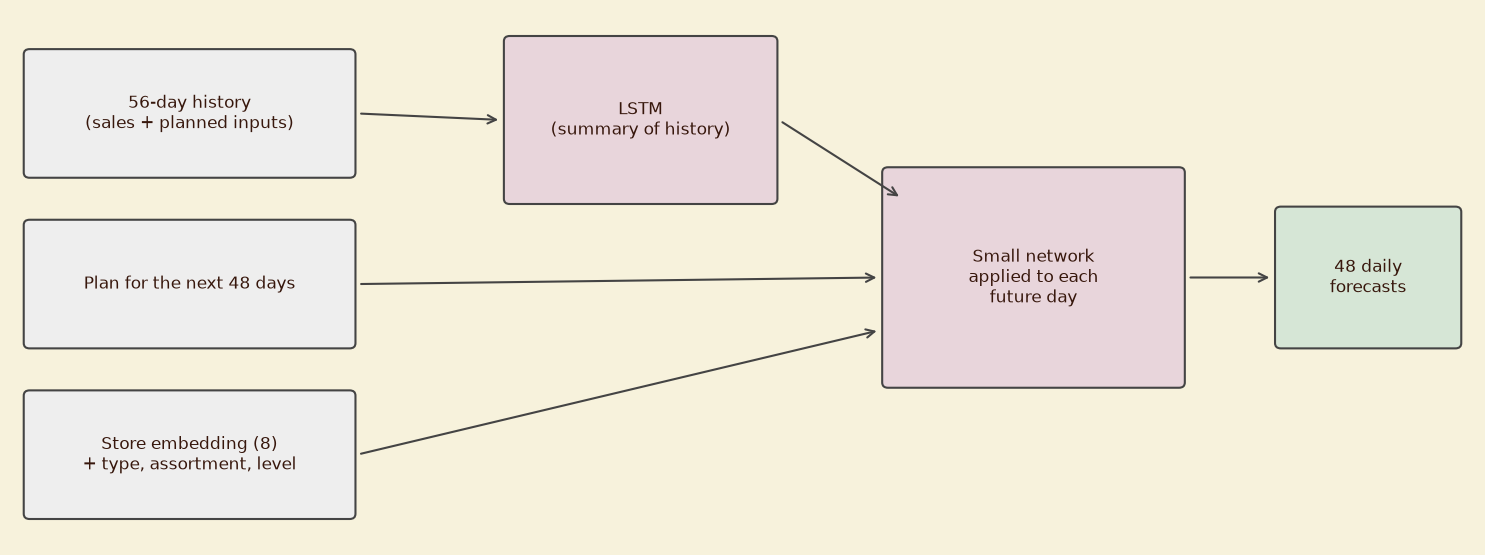 56-day history
(sales + planned inputs)
LSTM
(summary of history)
Plan for the next 48 days
Small network
applied to each
future day
48 daily
forecasts
Store embedding (8)
+ type, assortment, level